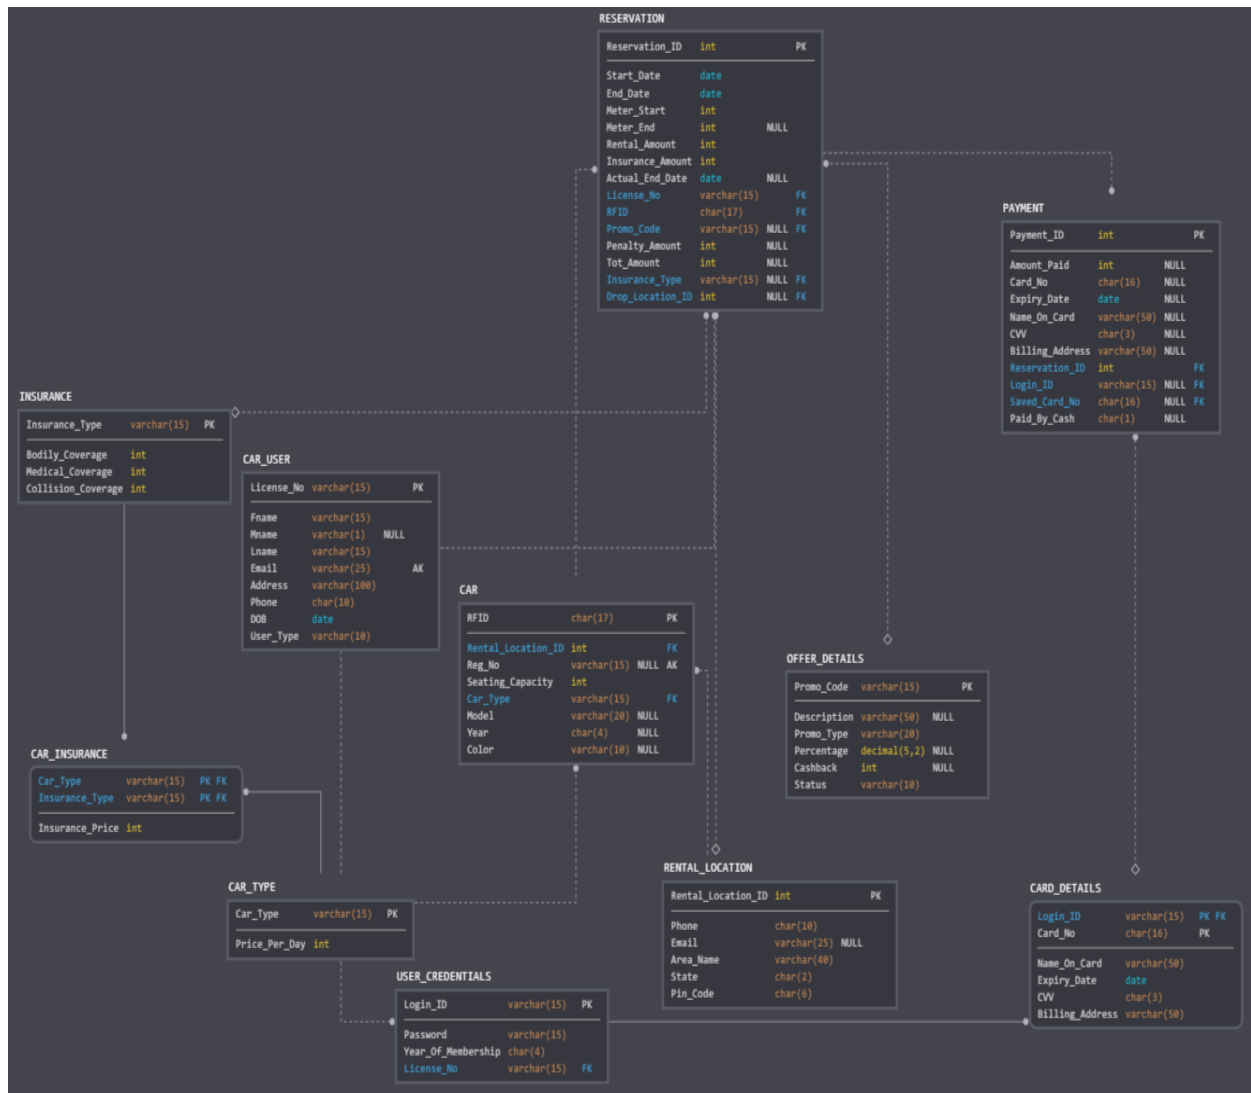 RESERVATION
Reservation_ID int PK
Start_Date date
End_Date date
Meter_Start int
Meter_End int NULL
Rental_Amount int
Insurance_Amount int
Actual_End_Date date NULL
License_No varchar(15) FK
RFID char(17) FK
Promo_Code varchar(15) NULL FK
Penalty_Amount int NULL
Tot_Amount int NULL
Insurance_Type varchar(15) NULL FK
Drop_Location_ID int NULL FK
PAYMENT
Payment_ID int PK
Amount_Paid int NULL
Card_No char(16) NULL
Expiry_Date date NULL
Name_On_Card varchar(50) NULL
CVV char(3) NULL
Billing_Address varchar(50) NULL
Reservation_ID int FK
Login_ID varchar(15) NULL FK
Saved_Card_No char(16) NULL FK
Paid_By_Cash char(1) NULL
INSURANCE
Insurance_Type varchar(15) PK
Bodily_Coverage int
Medical_Coverage int
Collision_Coverage int
CAR_USER
License_No varchar(15) PK
Fname varchar(15)
Mname varchar(1) NULL
Lname varchar(15)
Email varchar(25) AK
Address varchar(100)
Phone char(10)
DOB date
User_Type varchar(10)
CAR
RFID char(17) PK
Rental_Location_ID int FK
Reg_No varchar(15) NULL AK
Seating_Capacity int
Car_Type varchar(15) FK
Model varchar(20) NULL
Year char(4) NULL
Color varchar(10) NULL
OFFER_DETAILS
Promo_Code varchar(15) PK
Description varchar(50) NULL
Promo_Type varchar(20)
Percentage decimal(5,2) NULL
Cashback int NULL
Status varchar(10)
CAR_INSURANCE
Car_Type varchar(15) PK FK
Insurance_Type varchar(15) PK FK
Insurance_Price int
CAR_TYPE
Car_Type varchar(15) PK
Price_Per_Day int
RENTAL_LOCATION
Rental_Location_ID int PK
Phone char(10)
Email varchar(25) NULL
Area_Name varchar(40)
State char(2)
Pin_Code char(6)
CARD_DETAILS
Login_ID varchar(15) PK FK
Card_No char(16) PK
Name_On_Card varchar(50)
Expiry_Date date
CVV char(3)
Billing_Address varchar(50)
USER_CREDENTIALS
Login_ID varchar(15) PK
Password varchar(15)
Year_Of_Membership char(4)
License_No varchar(15) FK